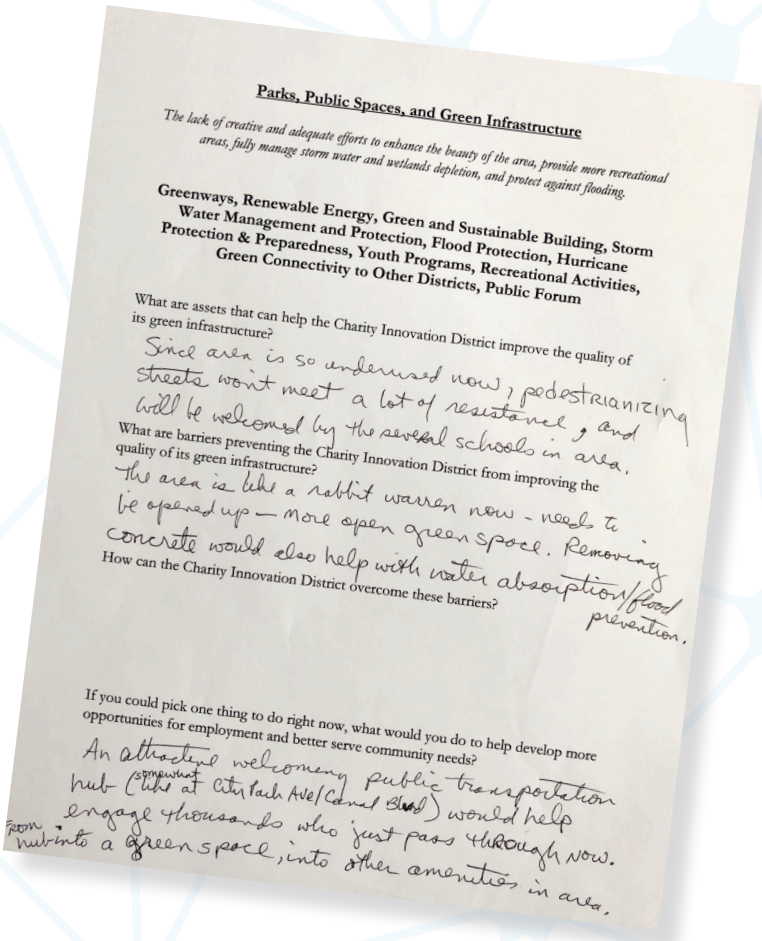 Parks, Public Spaces, and Green Infrastructure
The lack of creative and adequate efforts to enhance the beauty of the area, provide more recreational
areas, fully manage storm water and wetlands depletion, and protect against flooding.
Greenways, Renewable Energy, Green and Sustainable Building, Storm
Water Management and Protection, Flood Protection, Hurricane
Protection & Preparedness, Youth Programs, Recreational Activities,
Green Connectivity to Other Districts, Public Forum
What are assets that can help the Charity Innovation District improve the quality of
its green infrastructure?
Since area is so underused now, pedestrianizing
streets won't meet a lot of resistance, and
will be welcomed by the several schools in area.
What are barriers preventing the Charity Innovation District from improving the
quality of its green infrastructure?
The area is like a rabbit warren now - needs to
be opened up - more open green space. Removing
concrete would also help with water absorption/flood
prevention.
How can the Charity Innovation District overcome these barriers?
If you could pick one thing to do right now, what would you do to help develop more
opportunities for employment and better serve community needs?
An attractive welcoming public transportation
hub (somewhat like at City Park Ave/Canal Blvd) would help
engage thousands who just pass through now.
From hub into a green space, into other amenities in area.